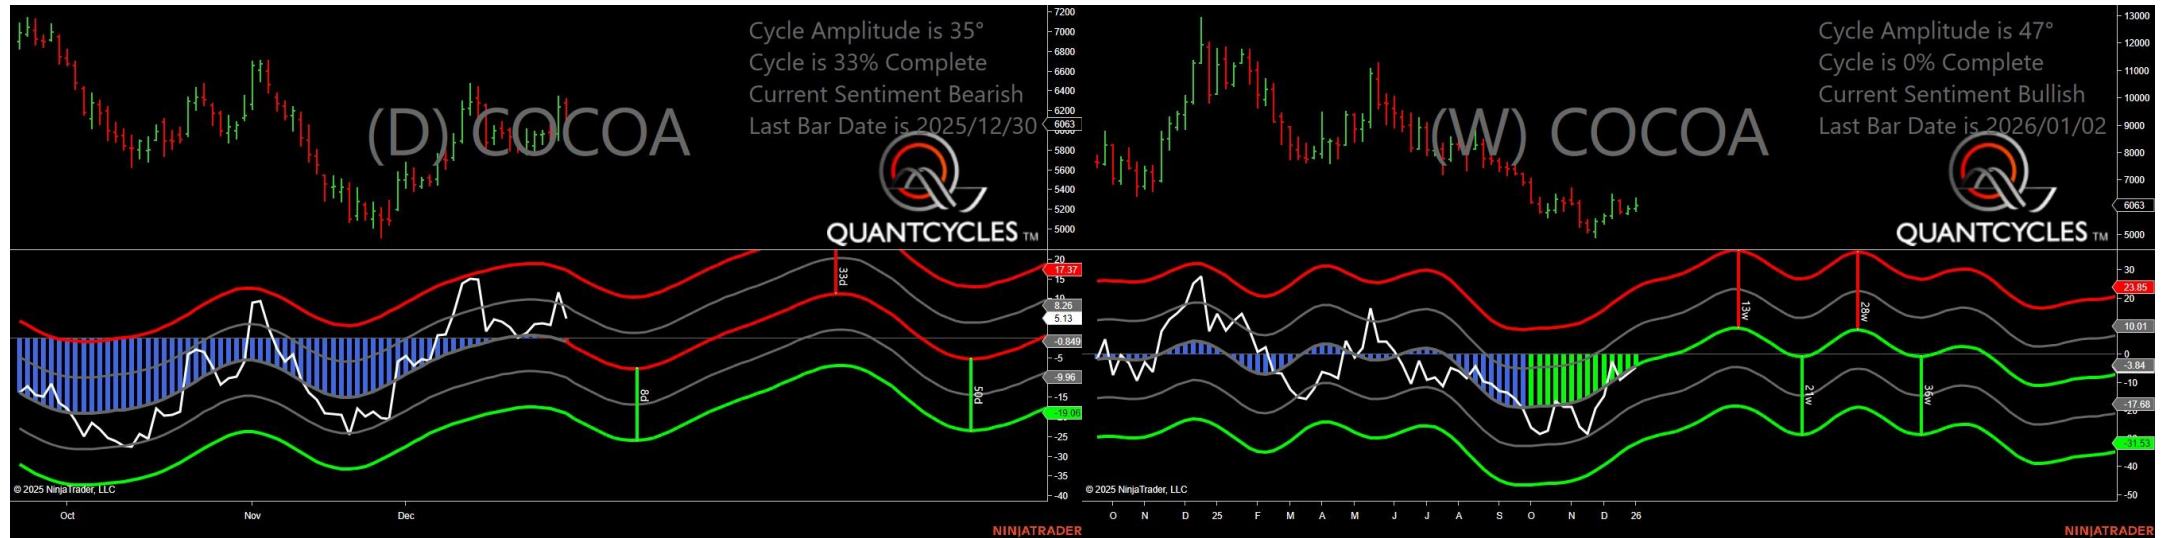 (D) COCOA
Cycle Amplitude is 35°
Cycle is 33% Complete
Current Sentiment Bearish
Last Bar Date is 2025/12/30
QUANTCYCLES TM
7200
7000
6800
6600
6400
6200
6063
5800
5600
5400
5200
5000
20
17.37
15
10
8.26
5.13
-0.849
-5
-9.96
-15
-19.06
-25
-30
-35
-40
8d
33d
50d
© 2025 NinjaTrader, LLC
Oct Nov Dec
NINJATRADER
(W) COCOA
Cycle Amplitude is 47°
Cycle is 0% Complete
Current Sentiment Bullish
Last Bar Date is 2026/01/02
QUANTCYCLES TM
13000
12000
11000
10000
9000
8000
7000
6063
5000
30
23.85
20
10.01
0
-3.84
-10
-17.68
-31.53
-40
-50
13w
21w
28w
36w
© 2025 NinjaTrader, LLC
O N D 25 F M A M J J A S O N D 26
NINJATRADER